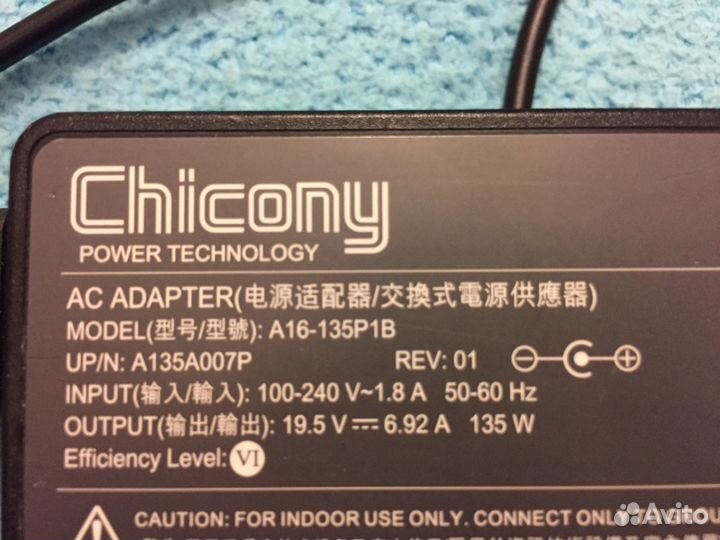 Chicony
POWER TECHNOLOGY
AC ADAPTER(电源适配器/交換式電源供應器)
MODEL(型号/型號): A16-135P1B
UP/N: A135A007P REV: 01
INPUT(输入/輸入): 100-240 V~1.8 A 50-60 Hz
OUTPUT(输出/輸出): 19.5 V⎓6.92 A 135 W
Efficiency Level: VI
CAUTION: FOR INDOOR USE ONLY. CONNECT ONLY TO
Avito